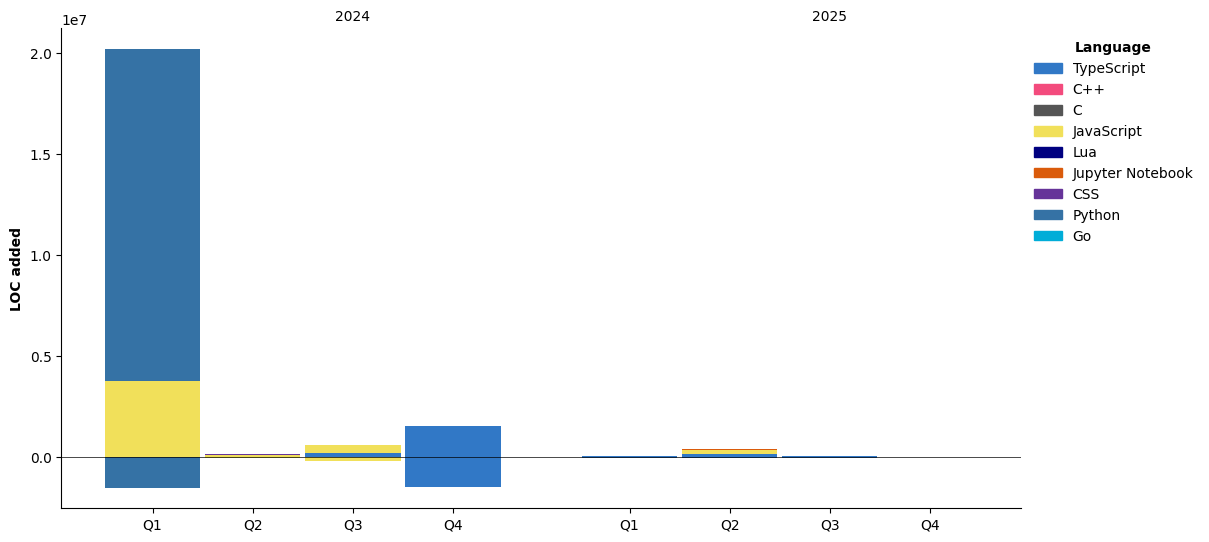 1e7
2024
2025
2.0
1.5
1.0
0.5
0.0
LOC added
Q1
Q2
Q3
Q4
Q1
Q2
Q3
Q4
Language
TypeScript
C++
C
JavaScript
Lua
Jupyter Notebook
CSS
Python
Go